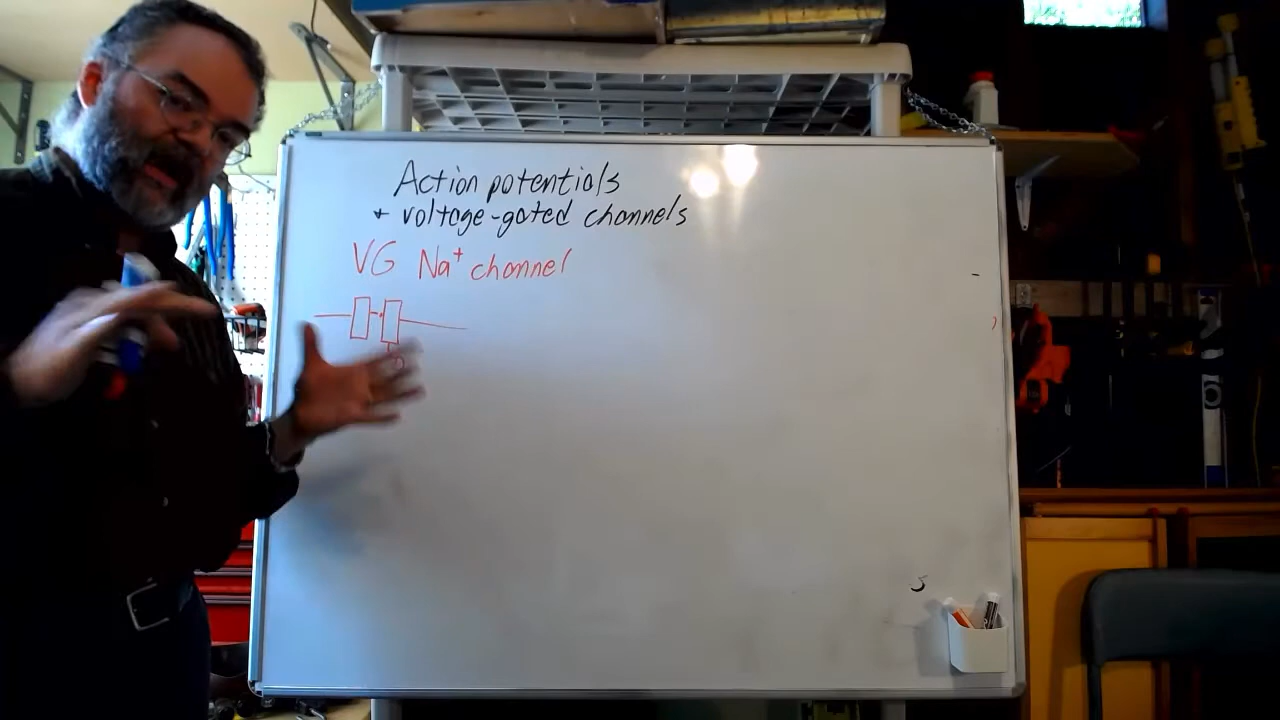 Action potentials
+ voltage-gated channels
VG Na⁺ channel